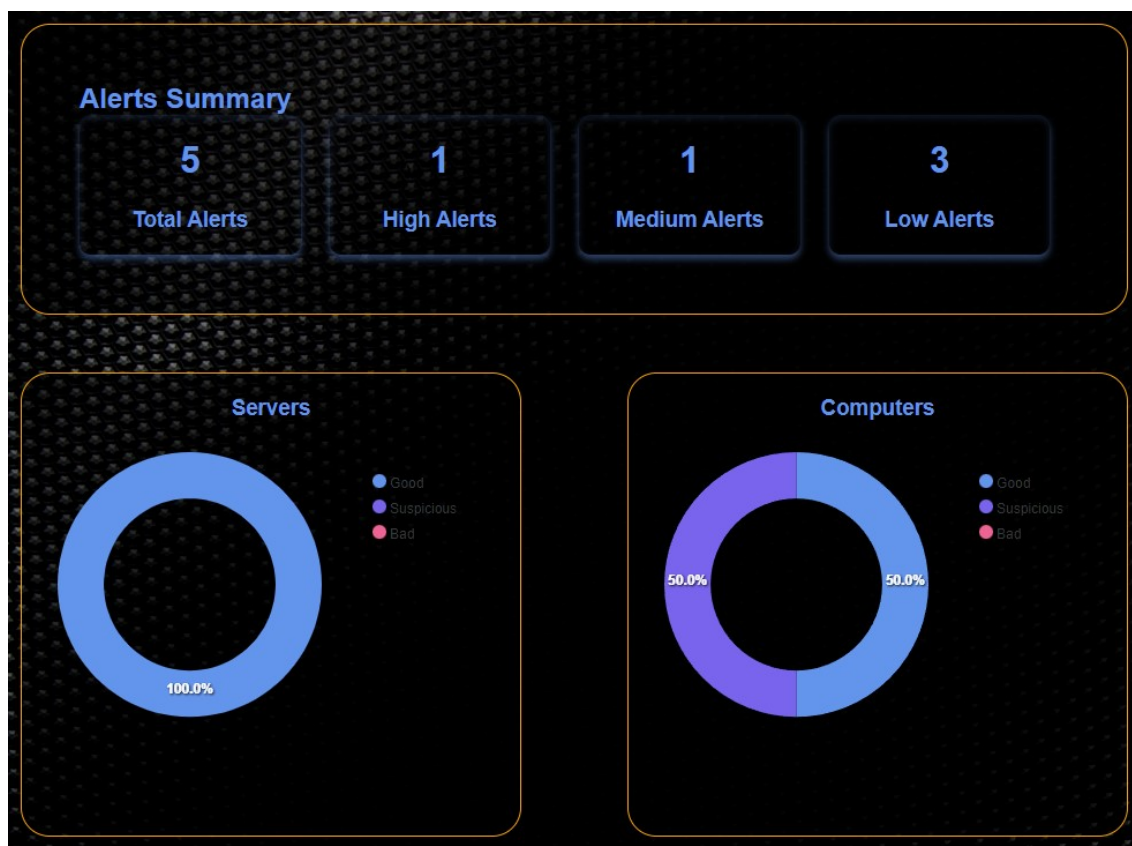 Alerts Summary
5
Total Alerts
1
High Alerts
1
Medium Alerts
3
Low Alerts
Servers
Good
Suspicious
Bad
100.0%
Computers
Good
Suspicious
Bad
50.0%
50.0%